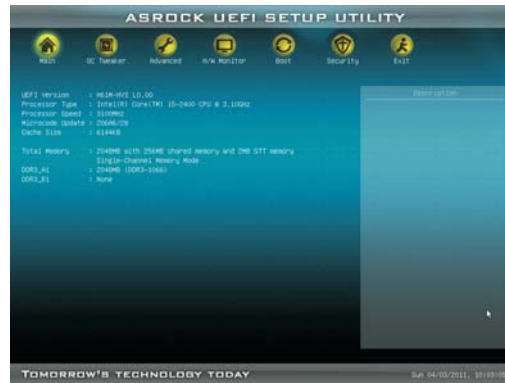 ASROCK UEFI SETUP UTILITY
Main OC Tweaker Advanced H/W Monitor Boot Security Exit
UEFI Version : H61M-HVS L0.00
Processor Type : Intel(R) Core(TM) i5-2400 CPU @ 3.10GHz
Processor Speed : 3100MHz
Microcode Update : 206A6/28
Cache Size : 6144KB
Total Memory : 2048MB with 256MB shared memory and 2MB GTT memory
Single-Channel Memory Mode
DDR3_A1 : 2048MB (DDR3-1066)
DDR3_B1 : None
Description
TOMORROW'S TECHNOLOGY TODAY
Sun 04/03/2011,